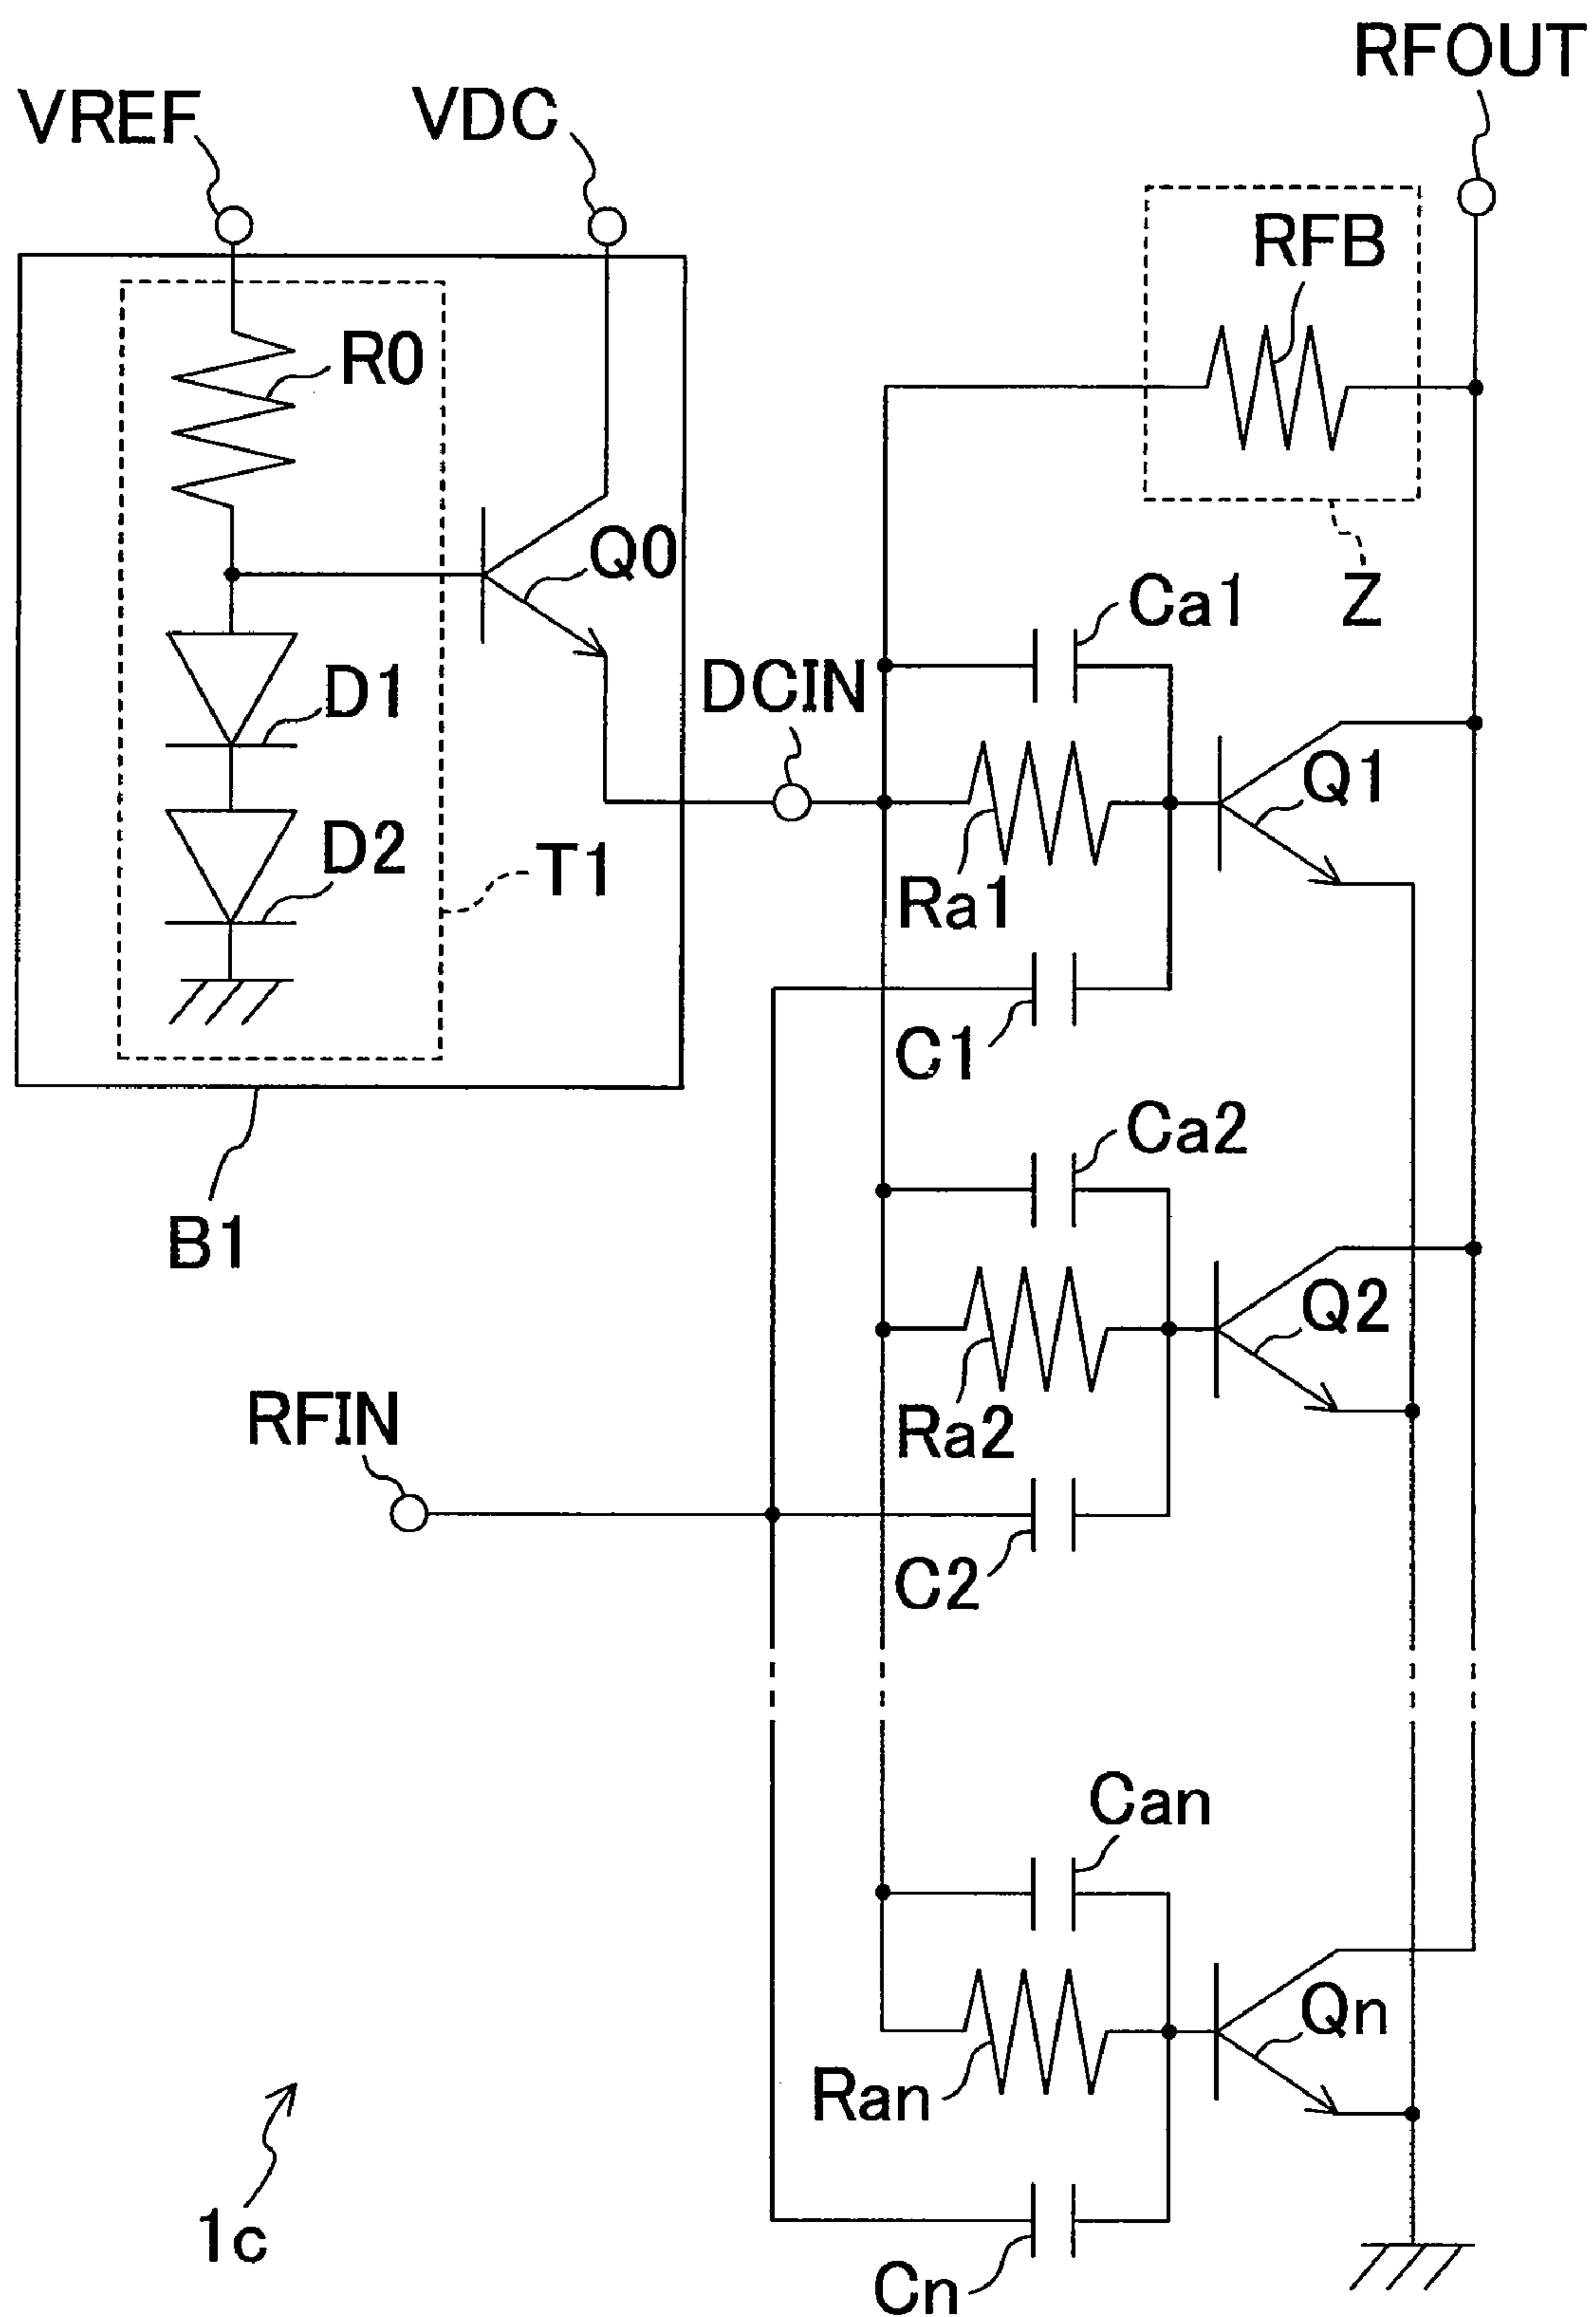 RFOUT
VREF
VDC
RFB
R0
Q0
Z
Ca1
D1
DCIN
Q1
D2
T1
Ra1
C1
Ca2
B1
Q2
RFIN
Ra2
C2
Can
Qn
Ran
1c
Cn